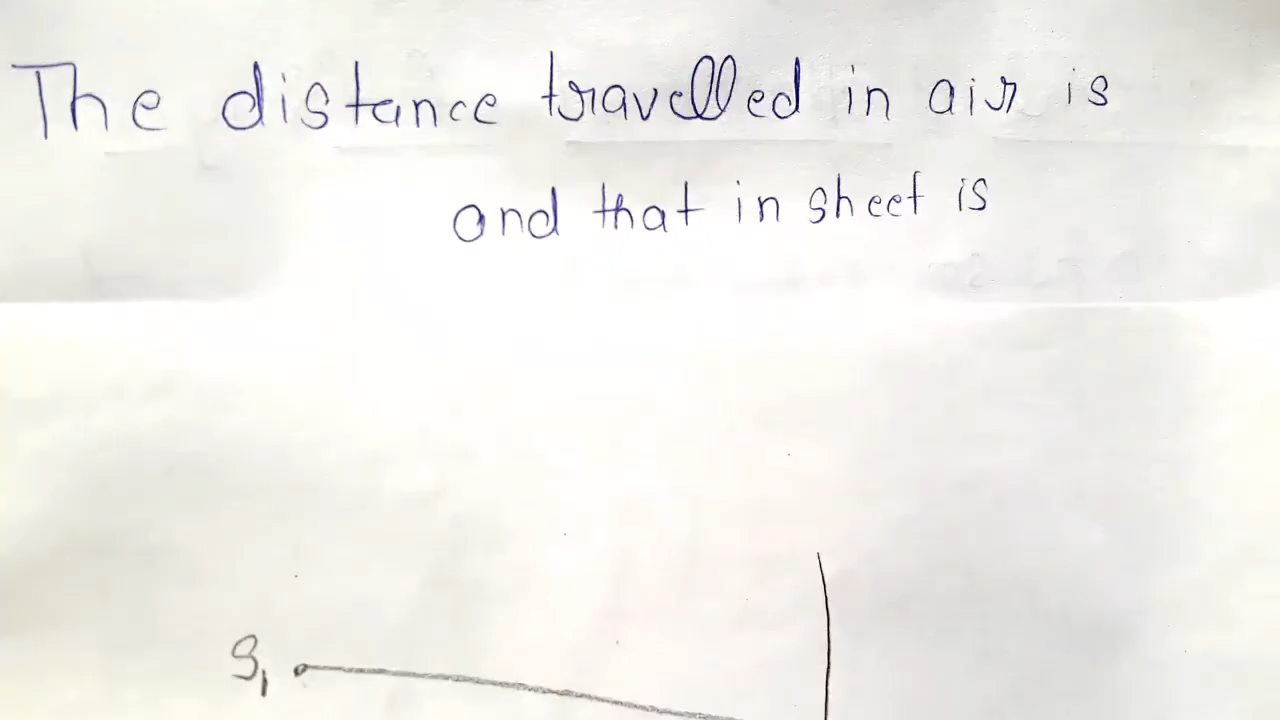 The distance travelled in air is
and that in sheet is
S₁